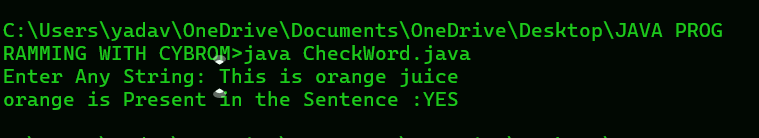 C:\Users\yadav\OneDrive\Documents\OneDrive\Desktop\JAVA PROG
RAMMING WITH CYBROM>java CheckWord.java
Enter Any String: This is orange juice
orange is Present in the Sentence :YES